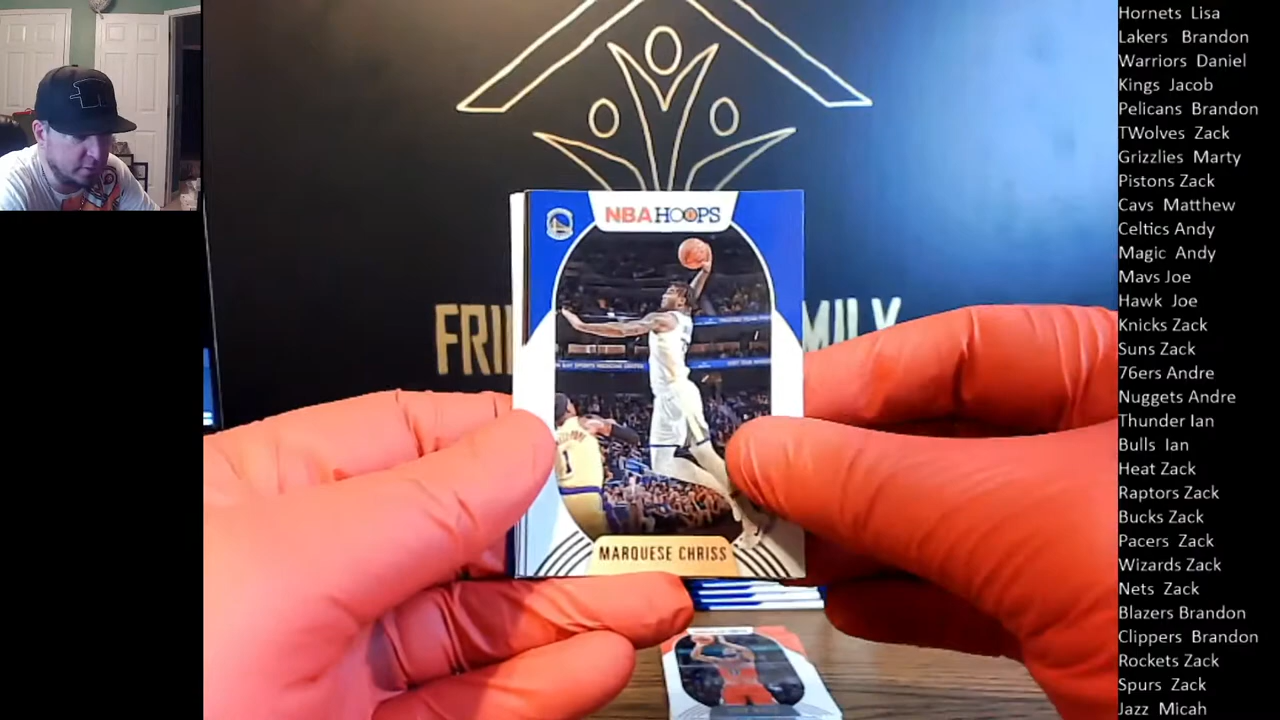 NBA HOOPS
FRI MILY
1
MARQUESE CHRISS
Hornets Lisa
Lakers Brandon
Warriors Daniel
Kings Jacob
Pelicans Brandon
TWolves Zack
Grizzlies Marty
Pistons Zack
Cavs Matthew
Celtics Andy
Magic Andy
Mavs Joe
Hawk Joe
Knicks Zack
Suns Zack
76ers Andre
Nuggets Andre
Thunder Ian
Bulls Ian
Heat Zack
Raptors Zack
Bucks Zack
Pacers Zack
Wizards Zack
Nets Zack
Blazers Brandon
Clippers Brandon
Rockets Zack
Spurs Zack
Jazz Micah